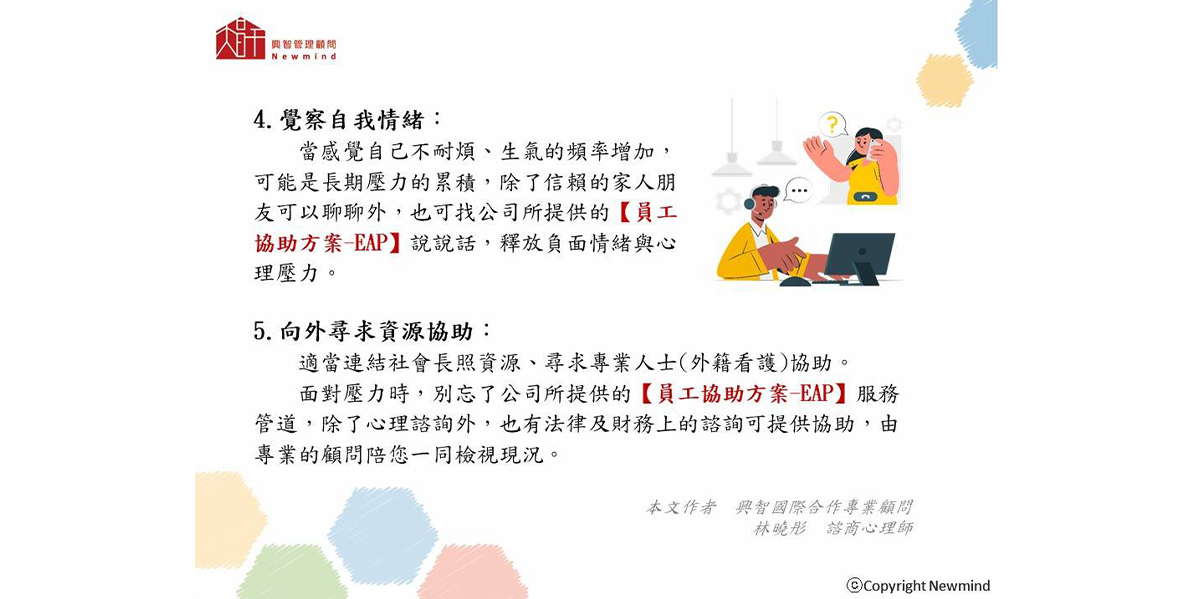 興智管理顧問
Newmind
4.覺察自我情緒：
當感覺自己不耐煩、生氣的頻率增加，
可能是長期壓力的累積，除了信賴的家人朋
友可以聊聊外，也可找公司所提供的【員工
協助方案-EAP】說說話，釋放負面情緒與心
理壓力。
?
...
5.向外尋求資源協助：
適當連結社會長照資源、尋求專業人士(外籍看護)協助。
面對壓力時，別忘了公司所提供的【員工協助方案-EAP】服務
管道，除了心理諮詢外，也有法律及財務上的諮詢可提供協助，由
專業的顧問陪您一同檢視現況。
本文作者　興智國際合作專業顧問
林曉彤　諮商心理師
ⓒCopyright Newmind